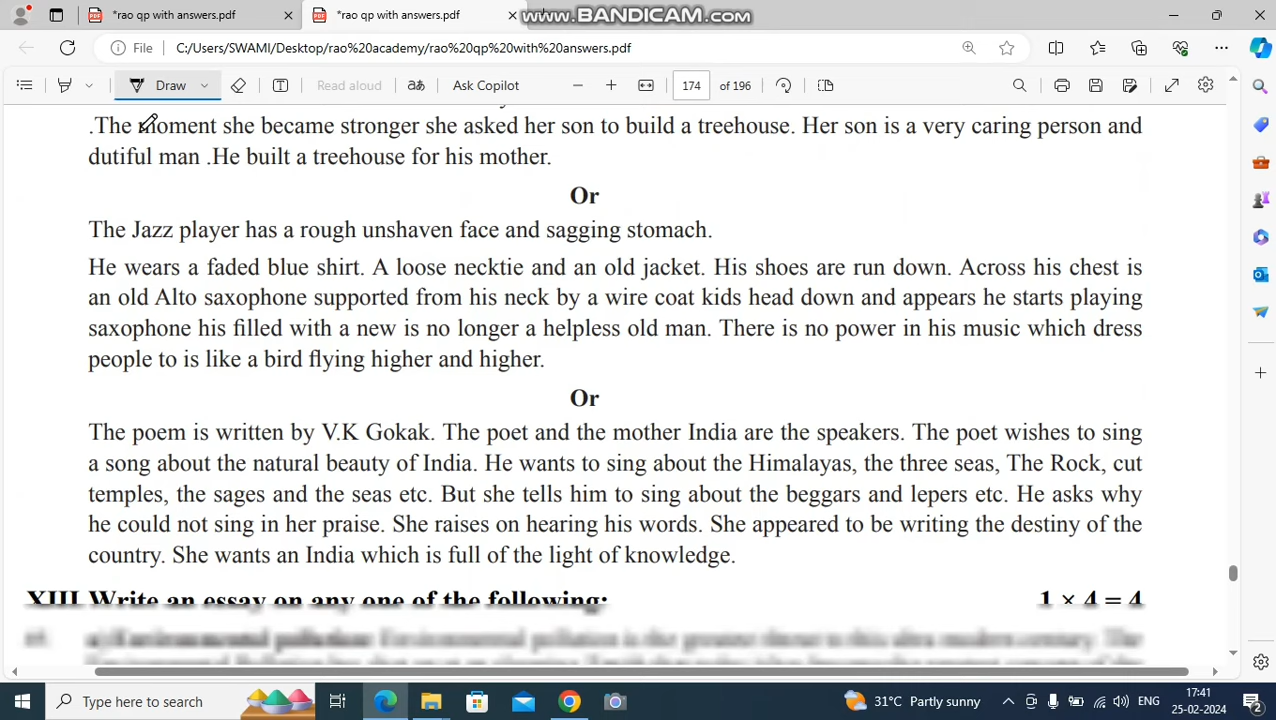 *rao qp with answers.pdf
*rao qp with answers.pdf
WWW.BANDICAM.COM
File
C:/Users/SWAMI/Desktop/rao%20academy/rao%20qp%20with%20answers.pdf
Draw
Read aloud
aあ
Ask Copilot
174 of 196
.The moment she became stronger she asked her son to build a treehouse. Her son is a very caring person and
dutiful man .He built a treehouse for his mother.
Or
The Jazz player has a rough unshaven face and sagging stomach.
He wears a faded blue shirt. A loose necktie and an old jacket. His shoes are run down. Across his chest is
an old Alto saxophone supported from his neck by a wire coat kids head down and appears he starts playing
saxophone his filled with a new is no longer a helpless old man. There is no power in his music which dress
people to is like a bird flying higher and higher.
Or
The poem is written by V.K Gokak. The poet and the mother India are the speakers. The poet wishes to sing
a song about the natural beauty of India. He wants to sing about the Himalayas, the three seas, The Rock, cut
temples, the sages and the seas etc. But she tells him to sing about the beggars and lepers etc. He asks why
he could not sing in her praise. She raises on hearing his words. She appeared to be writing the destiny of the
country. She wants an India which is full of the light of knowledge.
XIII Write an essay on any one of the following: 1 × 4 = 4
a) Environment pollution: Environmental pollution is the greatest threat to this
Type here to search
31°C Partly sunny
ENG
17:41
25-02-2024
2